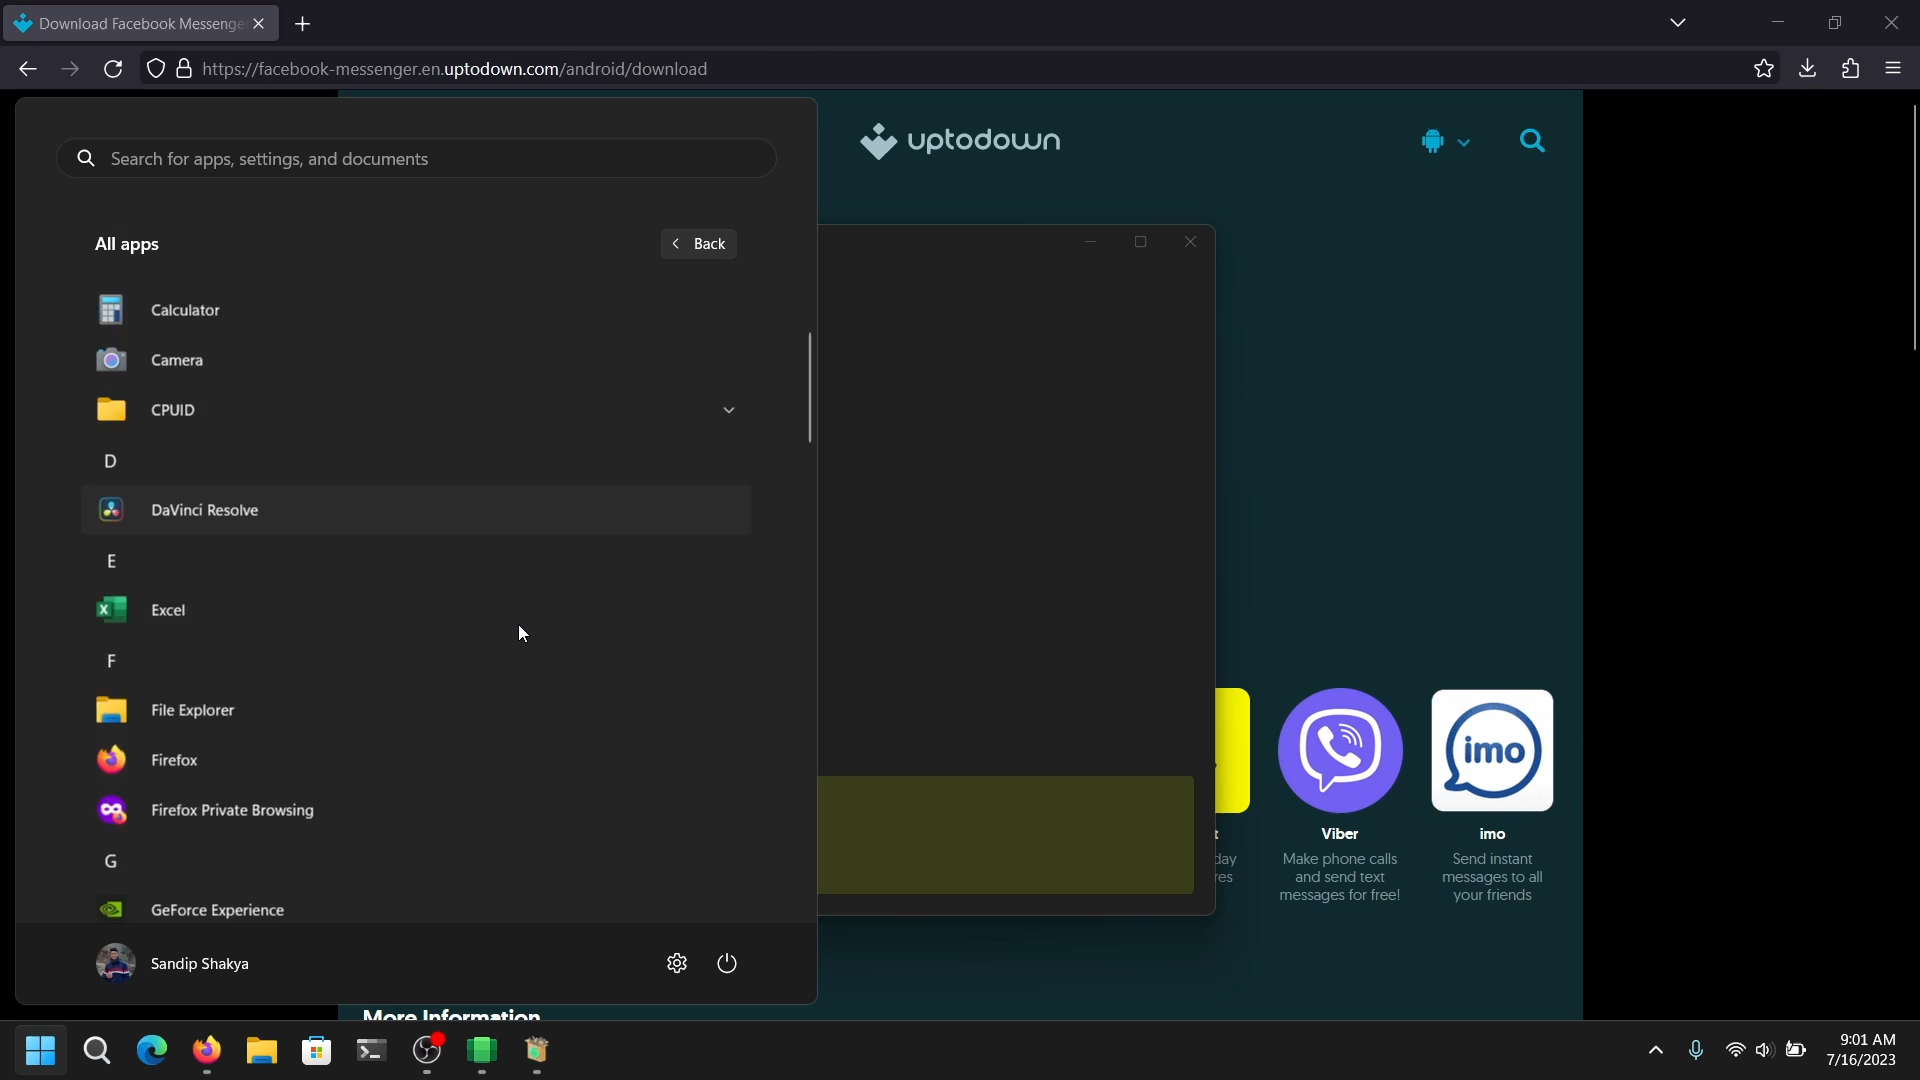 Download Facebook Messenge
https://facebook-messenger.en.uptodown.com/android/download
Search for apps, settings, and documents
uptodown
All apps
Back
Calculator
Camera
CPUID
D
DaVinci Resolve
E
Excel
F
File Explorer
Firefox
Firefox Private Browsing
G
GeForce Experience
Sandip Shakya
t
day
res
Viber
Make phone calls
and send text
messages for free!
imo
imo
Send instant
messages to all
your friends
More Information
9:01 AM
7/16/2023